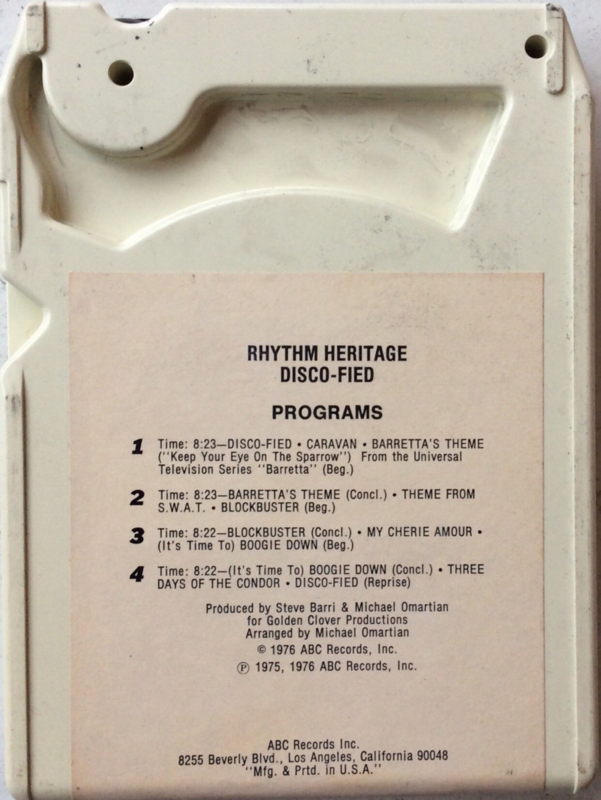 RHYTHM HERITAGE
DISCO-FIED
PROGRAMS
1 Time: 8:23—DISCO-FIED • CARAVAN • BARRETTA'S THEME
(''Keep Your Eye On The Sparrow'') From the Universal
Television Series ''Barretta'' (Beg.)
2 Time: 8:23—BARRETTA'S THEME (Concl.) • THEME FROM
S.W.A.T. • BLOCKBUSTER (Beg.)
3 Time: 8:22—BLOCKBUSTER (Concl.) • MY CHERIE AMOUR •
(It's Time To) BOOGIE DOWN (Beg.)
4 Time: 8:22—(It's Time To) BOOGIE DOWN (Concl.) • THREE
DAYS OF THE CONDOR • DISCO-FIED (Reprise)
Produced by Steve Barri & Michael Omartian
for Golden Clover Productions
Arranged by Michael Omartian
© 1976 ABC Records, Inc.
℗ 1975, 1976 ABC Records, Inc.
ABC Records Inc.
8255 Beverly Blvd., Los Angeles, California 90048
''Mfg. & Prtd. in U.S.A.''